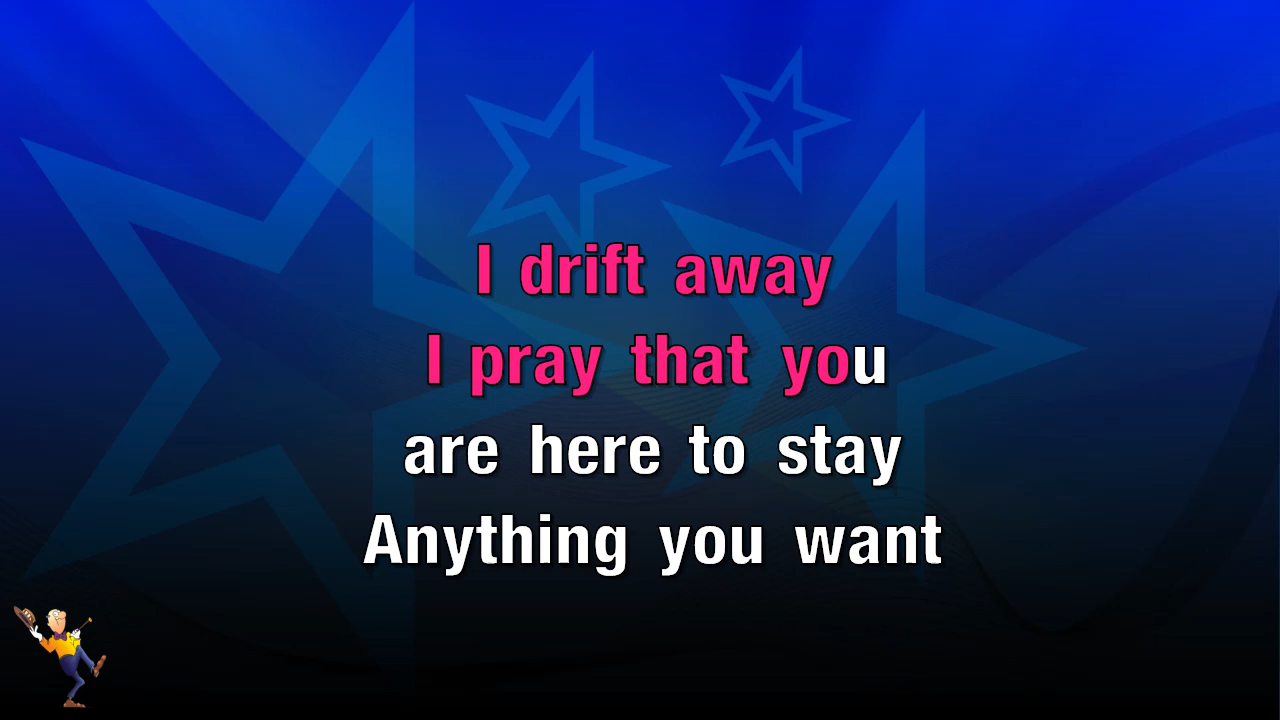 I drift away
I pray that you
are here to stay
Anything you want